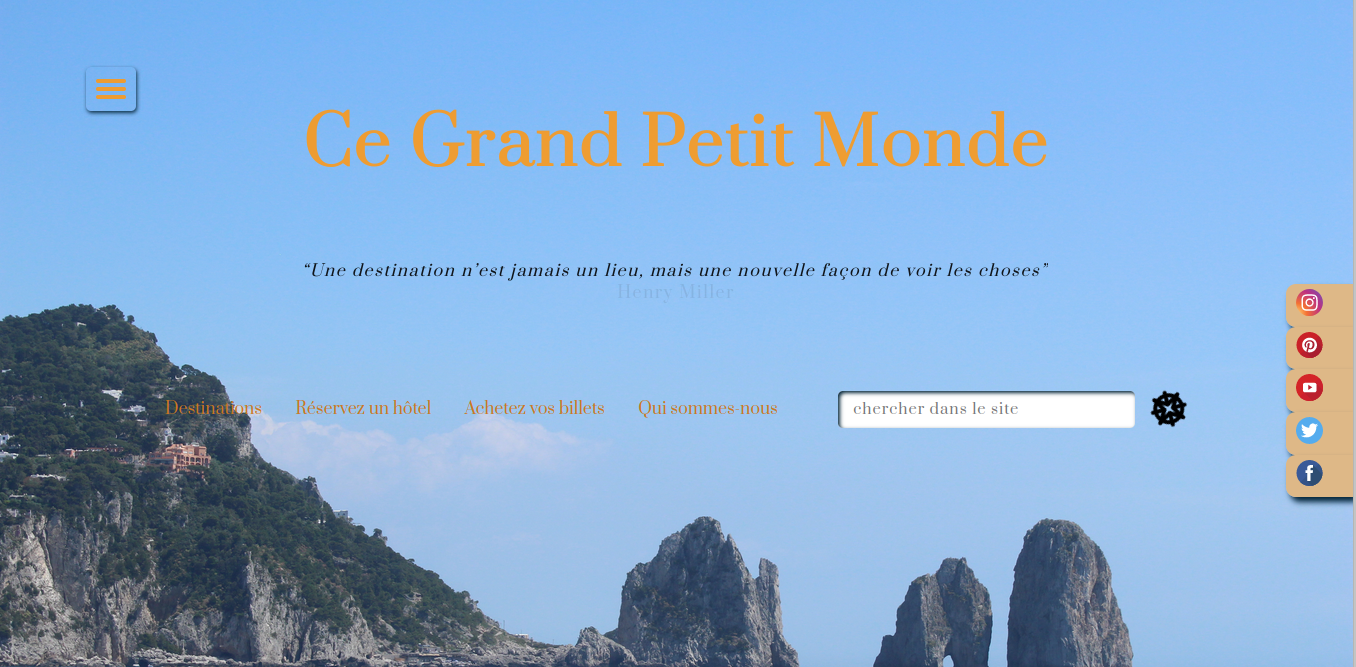 Ce Grand Petit Monde
“Une destination n’est jamais un lieu, mais une nouvelle façon de voir les choses”
Henry Miller
Destinations Réservez un hôtel Achetez vos billets Qui sommes-nous chercher dans le site